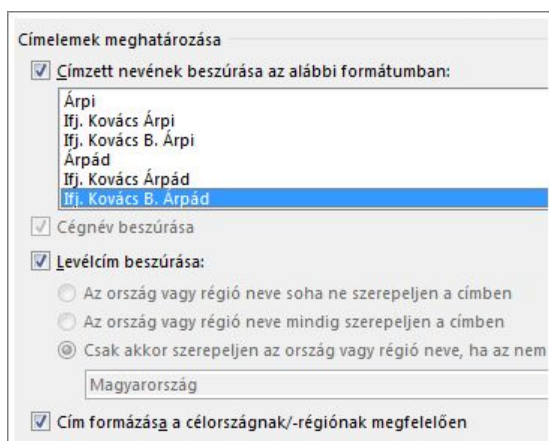 Címelemek meghatározása
Címzett nevének beszúrása az alábbi formátumban:
Árpi
Ifj. Kovács Árpi
Ifj. Kovács B. Árpi
Árpád
Ifj. Kovács Árpád
Ifj. Kovács B. Árpád
Cégnév beszúrása
Levélcím beszúrása:
Az ország vagy régió neve soha ne szerepeljen a címben
Az ország vagy régió neve mindig szerepeljen a címben
Csak akkor szerepeljen az ország vagy régió neve, ha az nem
Magyarország
Cím formázása a célországnak/-régiónak megfelelően